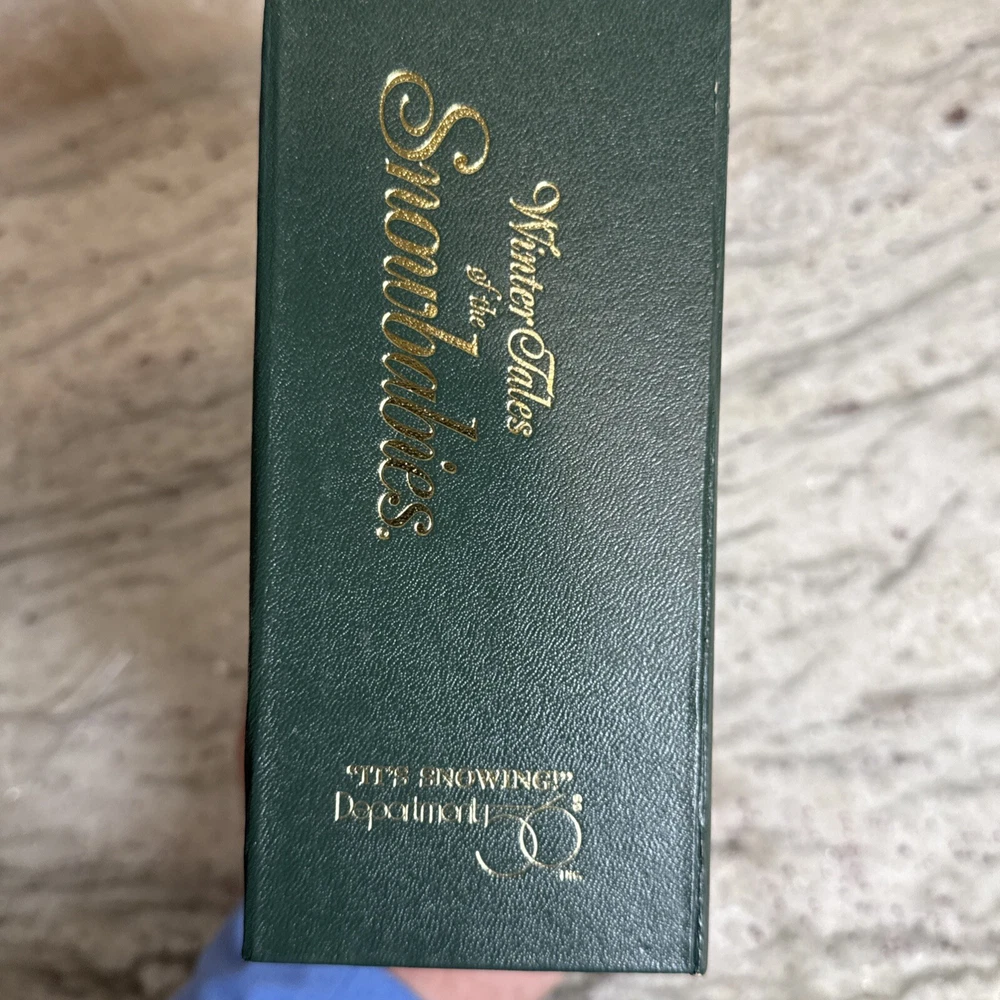 Winter Tales
of the
Snowbabies.
"IT'S SNOWING!"
Department 56
INC.